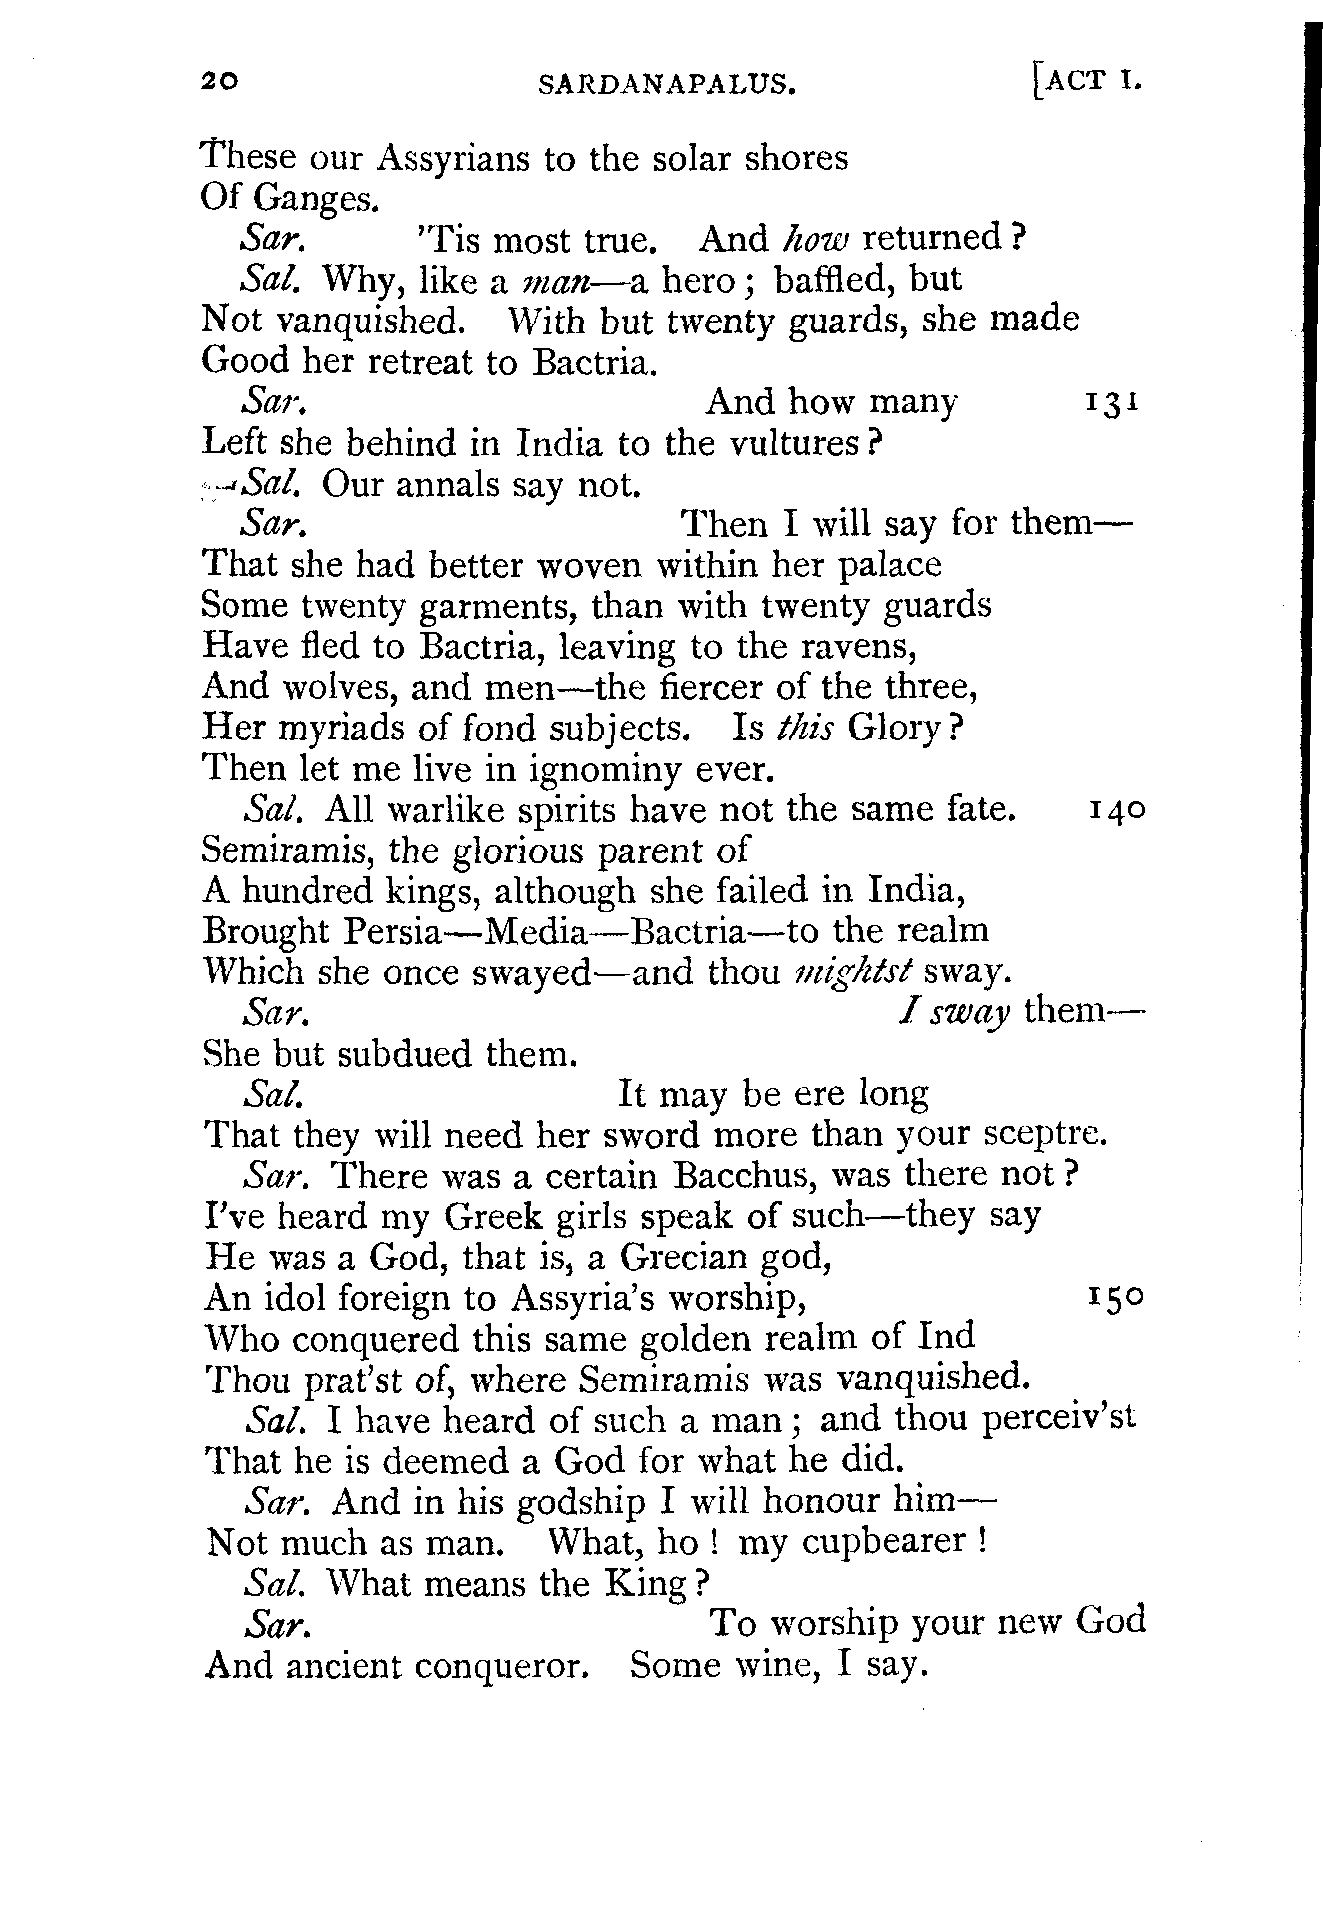 20 SARDANAPALUS. [ACT I.
These our Assyrians to the solar shores
Of Ganges.
Sar. 'Tis most true. And how returned?
Sal. Why, like a man—a hero; baffled, but
Not vanquished. With but twenty guards, she made
Good her retreat to Bactria.
Sar. And how many 131
Left she behind in India to the vultures?
Sal. Our annals say not.
Sar. Then I will say for them—
That she had better woven within her palace
Some twenty garments, than with twenty guards
Have fled to Bactria, leaving to the ravens,
And wolves, and men—the fiercer of the three,
Her myriads of fond subjects. Is this Glory?
Then let me live in ignominy ever.
Sal. All warlike spirits have not the same fate. 140
Semiramis, the glorious parent of
A hundred kings, although she failed in India,
Brought Persia—Media—Bactria—to the realm
Which she once swayed—and thou mightst sway.
Sar. I sway them—
She but subdued them.
Sal. It may be ere long
That they will need her sword more than your sceptre.
Sar. There was a certain Bacchus, was there not?
I've heard my Greek girls speak of such—they say
He was a God, that is, a Grecian god,
An idol foreign to Assyria's worship, 150
Who conquered this same golden realm of Ind
Thou prat'st of, where Semiramis was vanquished.
Sal. I have heard of such a man; and thou perceiv'st
That he is deemed a God for what he did.
Sar. And in his godship I will honour him—
Not much as man. What, ho! my cupbearer!
Sal. What means the King?
Sar. To worship your new God
And ancient conqueror. Some wine, I say.